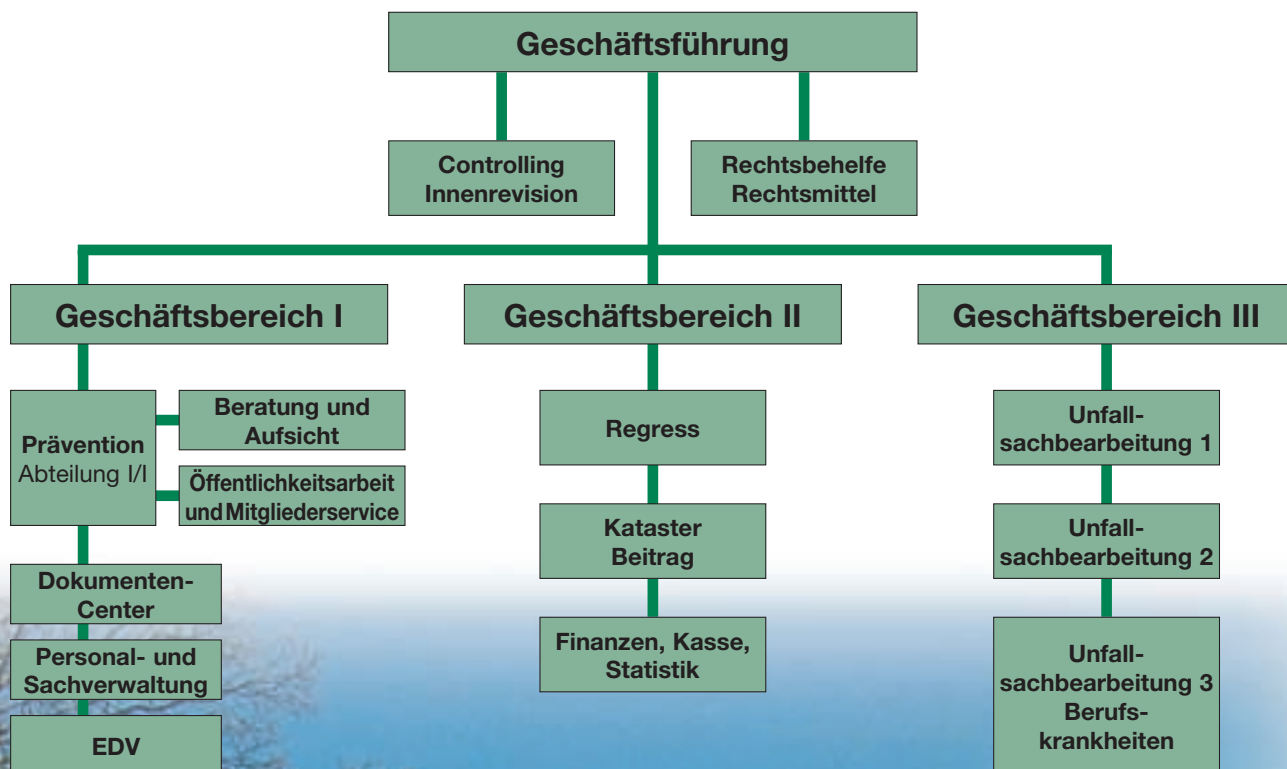 Geschäftsführung
Controlling
Innenrevision
Rechtsbehelfe
Rechtsmittel
Geschäftsbereich I
Geschäftsbereich II
Geschäftsbereich III
Prävention
Abteilung I/I
Beratung und
Aufsicht
Öffentlichkeitsarbeit
und Mitgliederservice
Dokumenten-
Center
Personal- und
Sachverwaltung
EDV
Regress
Kataster
Beitrag
Finanzen, Kasse,
Statistik
Unfall-
sachbearbeitung 1
Unfall-
sachbearbeitung 2
Unfall-
sachbearbeitung 3
Berufs-
krankheiten